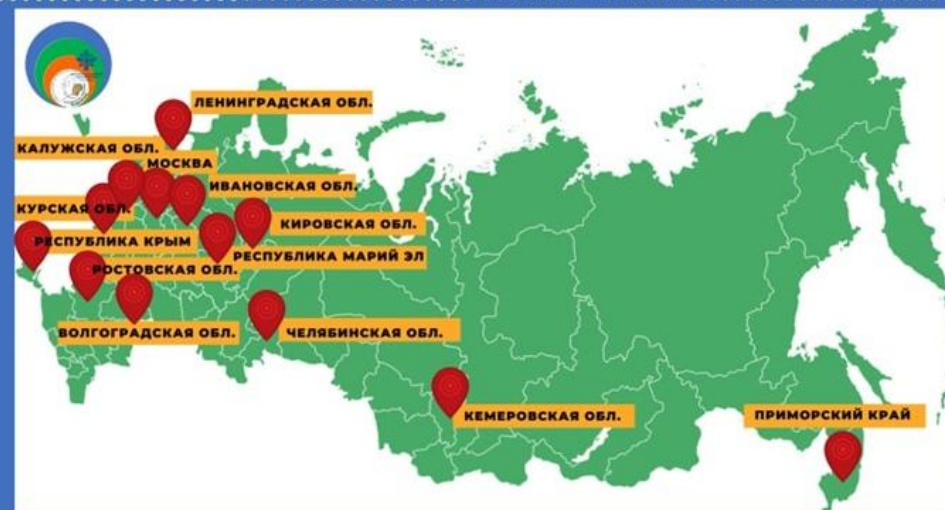 ЛЕНИНГРАДСКАЯ ОБЛ.
КАЛУЖСКАЯ ОБЛ.
МОСКВА
ИВАНОВСКАЯ ОБЛ.
КУРСКАЯ ОБЛ.
КИРОВСКАЯ ОБЛ.
РЕСПУБЛИКА КРЫМ
РЕСПУБЛИКА МАРИЙ ЭЛ
РОСТОВСКАЯ ОБЛ.
ВОЛГОГРАДСКАЯ ОБЛ.
ЧЕЛЯБИНСКАЯ ОБЛ.
КЕМЕРОВСКАЯ ОБЛ.
ПРИМОРСКИЙ КРАЙ